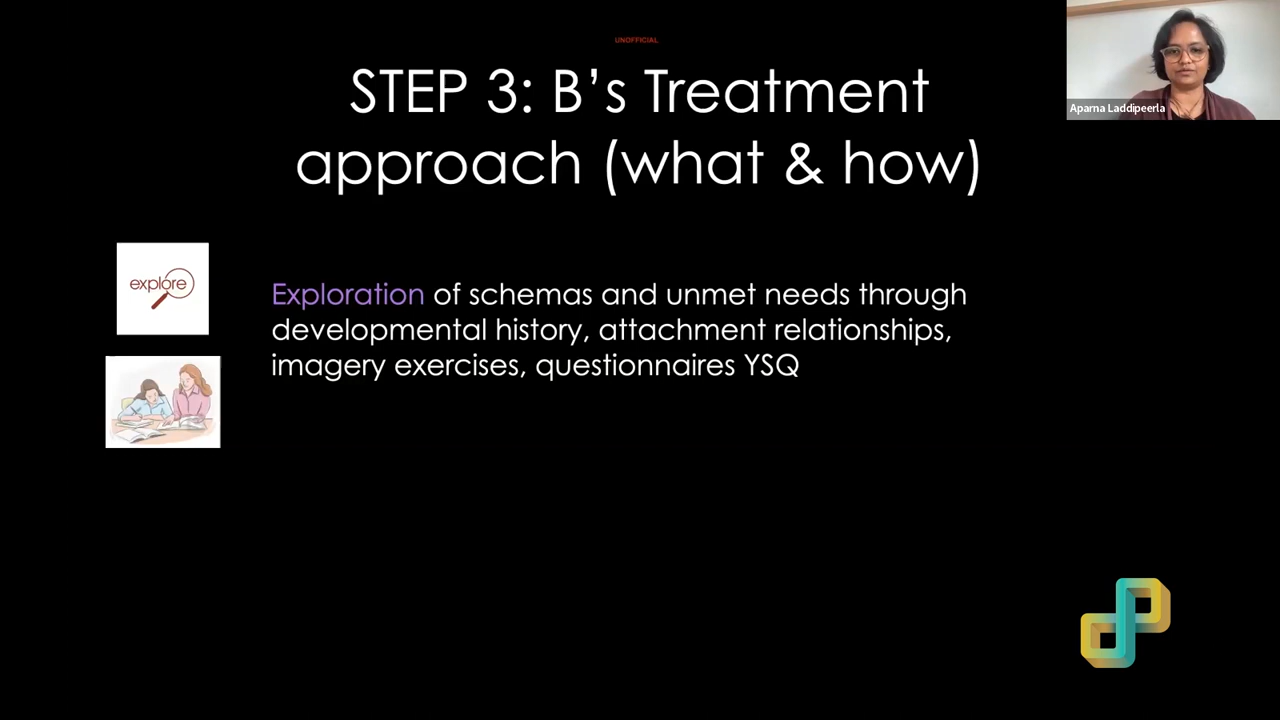 UNOFFICIAL
STEP 3: B’s Treatment
approach (what & how)
Aparna Laddipeerla
explore
Exploration of schemas and unmet needs through
developmental history, attachment relationships,
imagery exercises, questionnaires YSQ